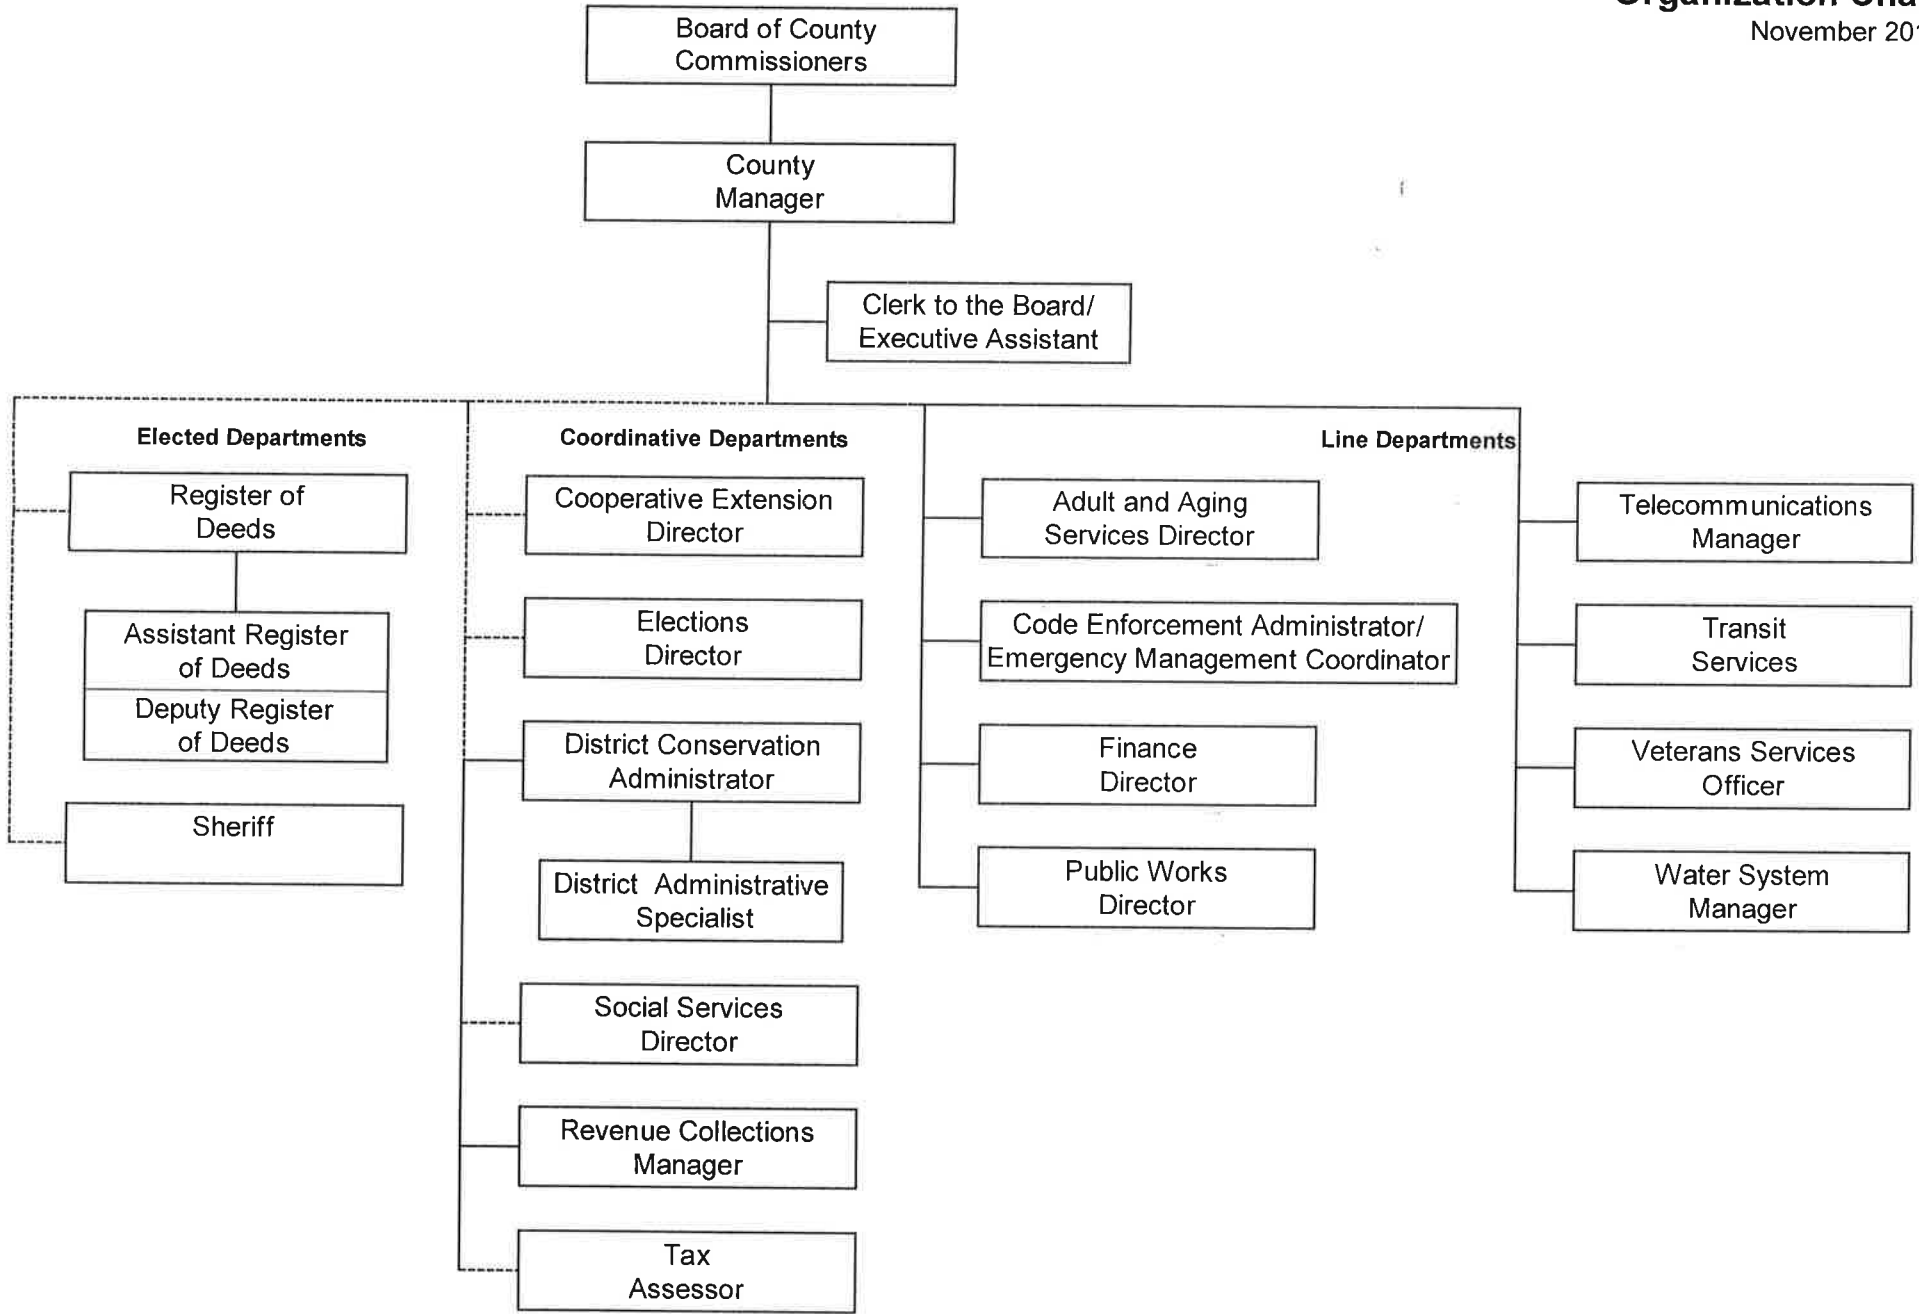 November 201
Board of County
Commissioners
County
Manager
Clerk to the Board/
Executive Assistant
Elected Departments
Register of
Deeds
Assistant Register
of Deeds
Deputy Register
of Deeds
Sheriff
Coordinative Departments
Cooperative Extension
Director
Elections
Director
District Conservation
Administrator
District Administrative
Specialist
Social Services
Director
Revenue Collections
Manager
Tax
Assessor
Line Departments
Adult and Aging
Services Director
Code Enforcement Administrator/
Emergency Management Coordinator
Finance
Director
Public Works
Director
Telecommunications
Manager
Transit
Services
Veterans Services
Officer
Water System
Manager